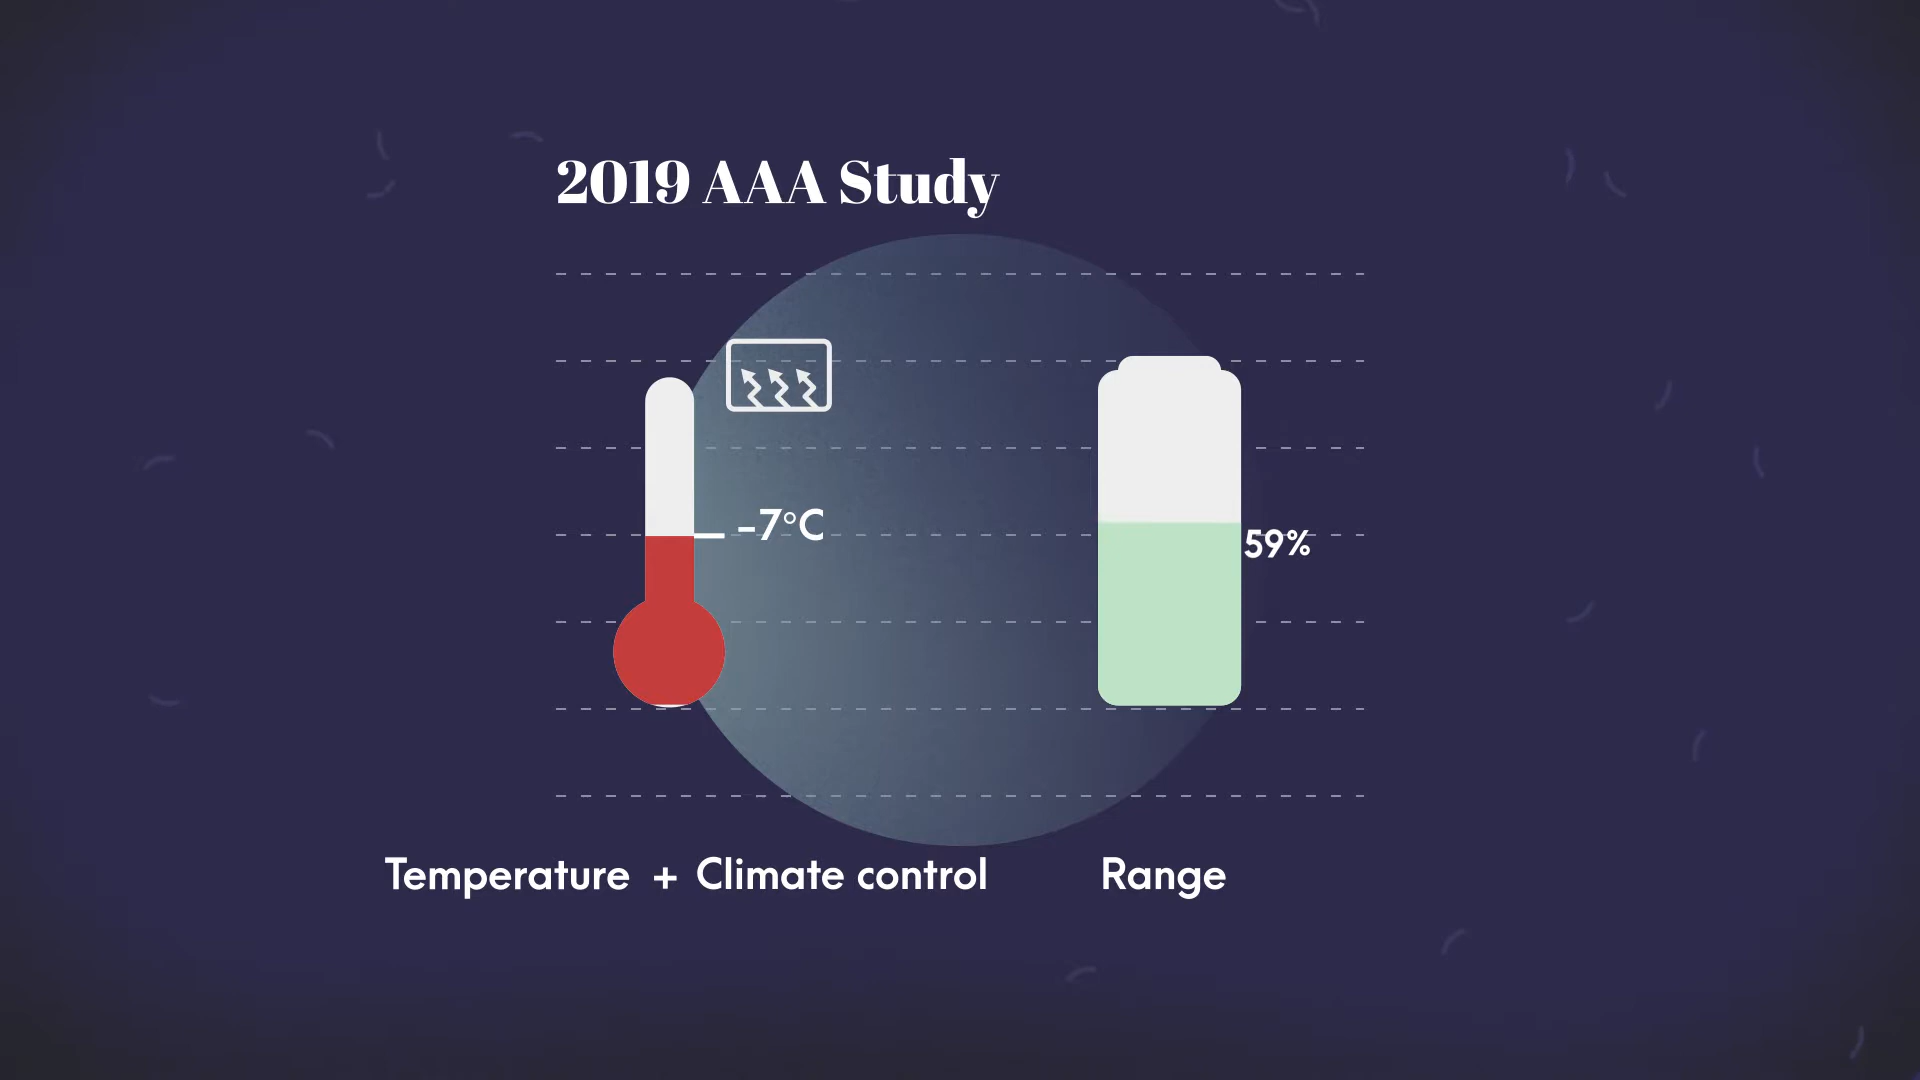 2019 AAA Study
-7°C
59%
Temperature + Climate control
Range